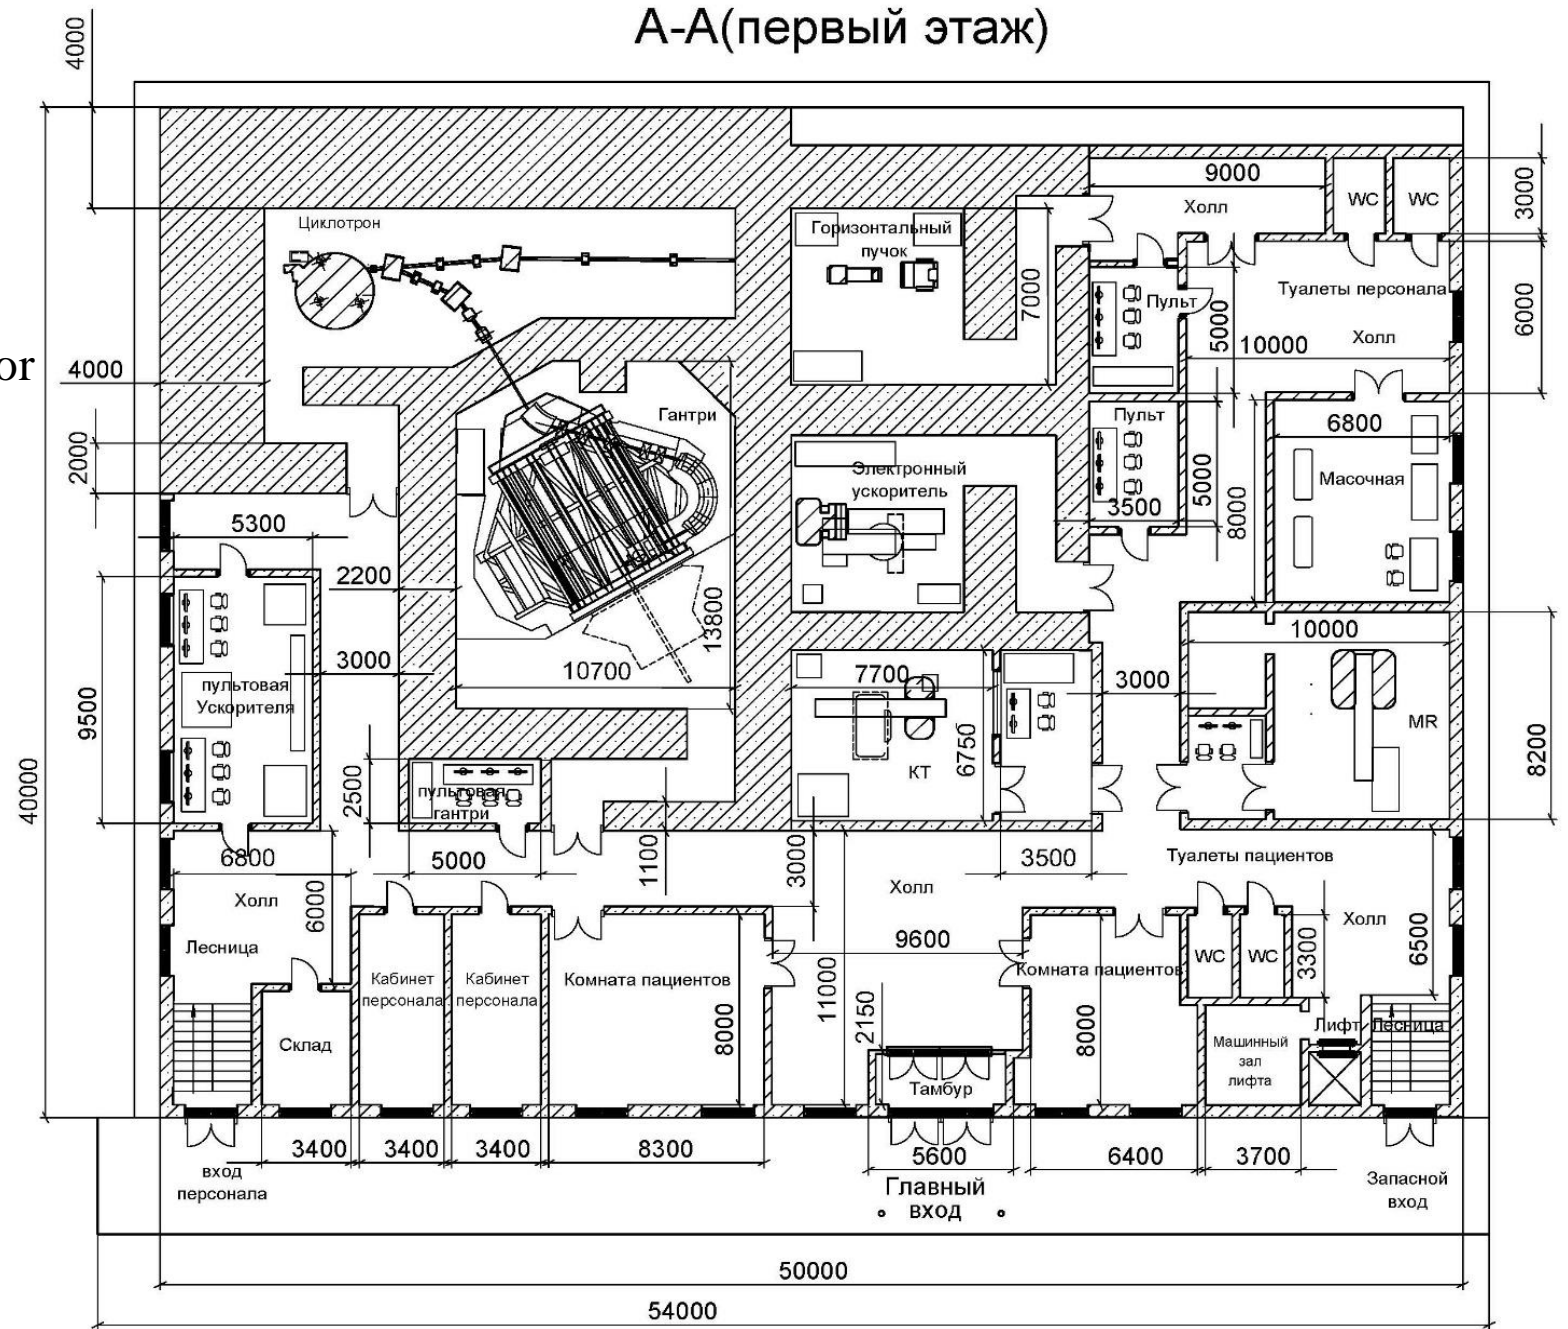 А-А(первый этаж)
4000
9000
WC
WC
3000
Холл
Циклотрон
Горизонтальный
пучок
7000
Пульт
Туалеты персонала
6000
Холл
5000
10000
or
4000
Гантри
Пульт
6800
2000
Электронный
ускоритель
Масочная
5000
8000
3500
5300
2200
13800
10000
3000
10700
7700
3000
пультовая
Ускорителя
9500
MR
6750
КТ
8200
40000
2500
пультовая
гантри
6800
5000
1100
3000
3500
Туалеты пациентов
Холл
6000
Холл
Холл
6500
Лесница
9600
3300
Кабинет
персонала
Кабинет
персонала
Комната пациентов
11000
Комната пациентов
WC
WC
2150
8000
8000
Склад
Лифт
Лесница
Машинный
зал
лифта
Тамбур
3400
3400
3400
8300
5600
6400
3700
вход
персонала
Главный
вход
Запасной
вход
50000
54000